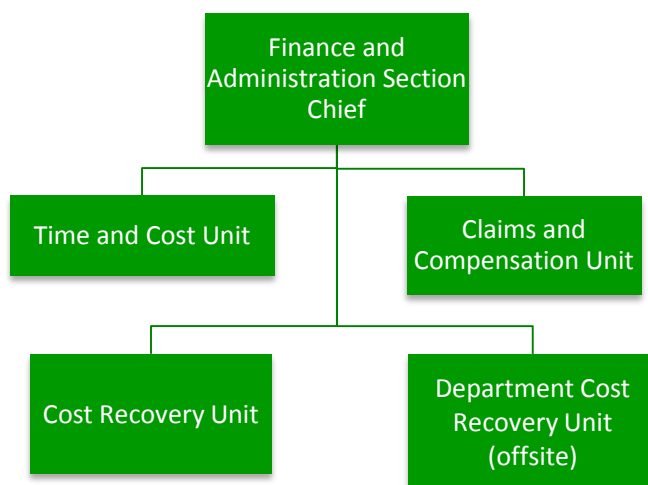 Finance and
Administration Section
Chief
Time and Cost Unit
Claims and
Compensation Unit
Cost Recovery Unit
Department Cost
Recovery Unit
(offsite)